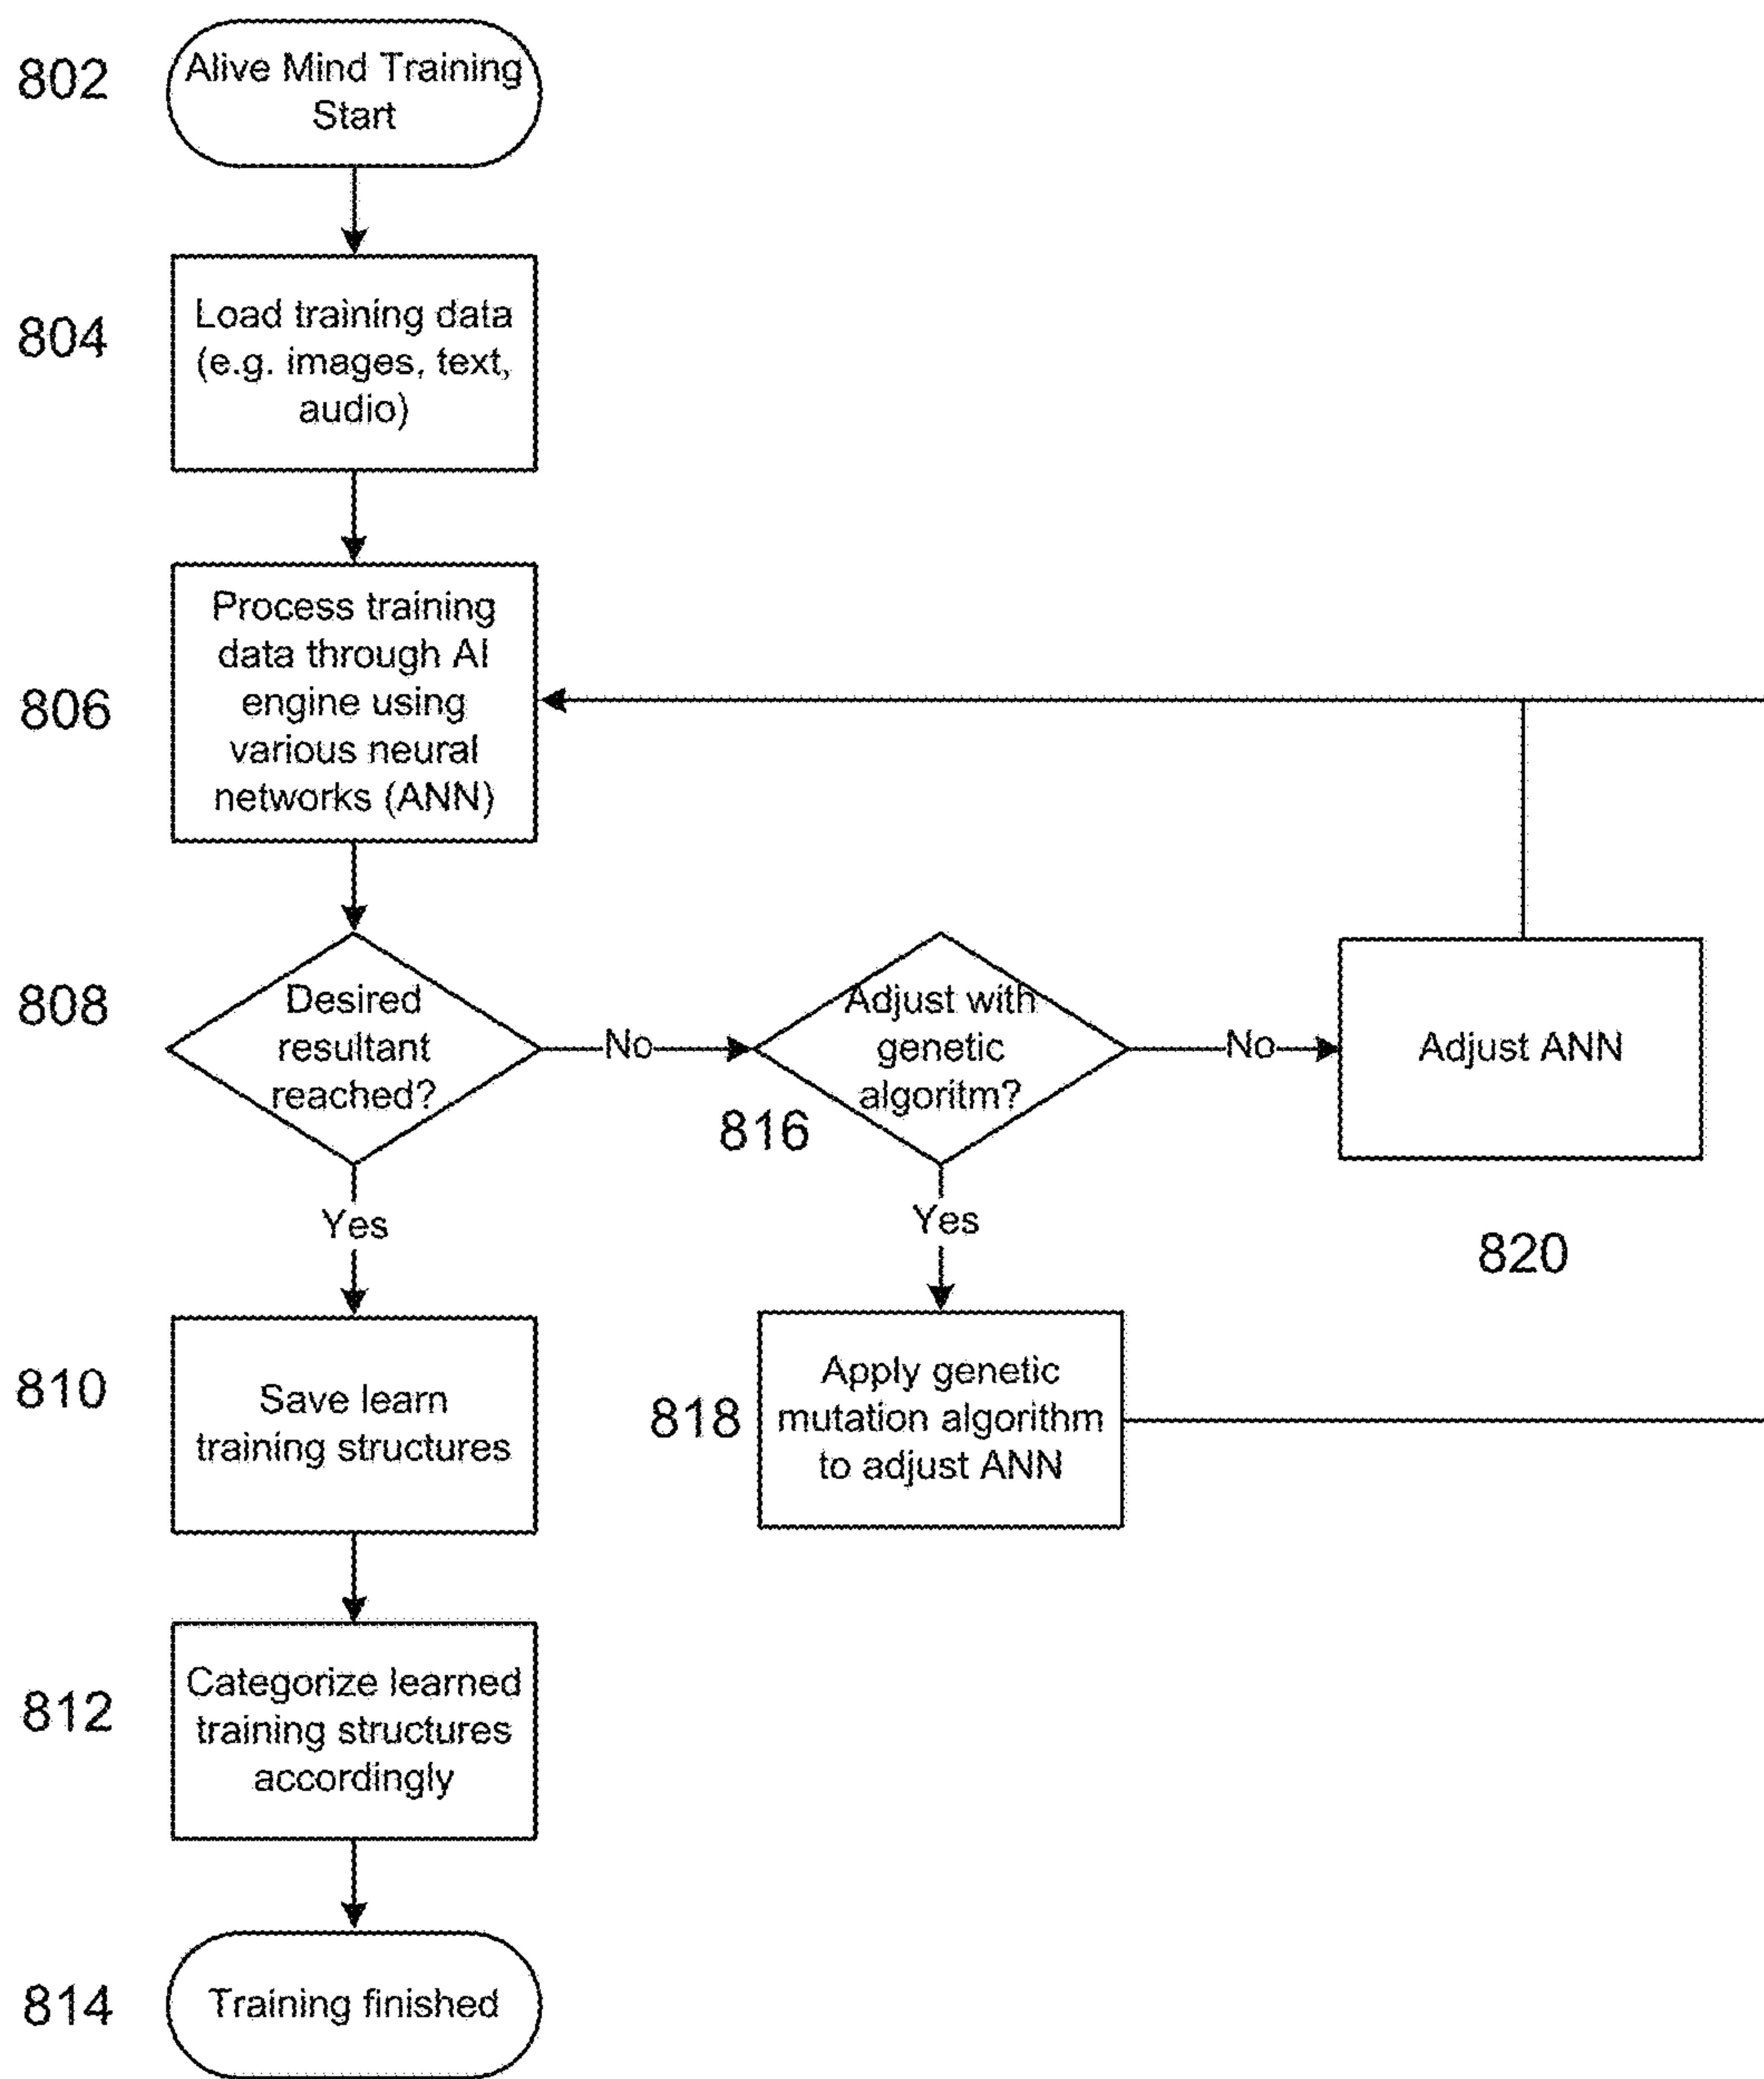 802
Alive Mind Training
Start
804
Load training data
(e.g. images, text,
audio)
806
Process training
data through AI
engine using
various neural
networks (ANN)
808
Desired
resultant
reached?
No
Adjust with
genetic
algoritm?
816
No
Adjust ANN
820
Yes
Yes
810
Save learn
training structures
818
Apply genetic
mutation algorithm
to adjust ANN
812
Categorize learned
training structures
accordingly
814
Training finished